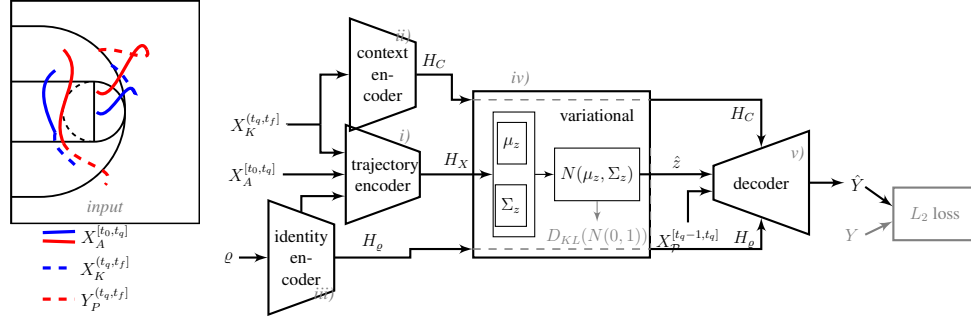 input
X_A^{[t_0,t_q]}
X_K^{(t_q,t_f]}
Y_P^{(t_q,t_f]}
X_K^{(t_q,t_f]}
X_A^{[t_0,t_q]}
ϱ
ii)
context
en-
coder
H_C
i)
trajectory
encoder
H_X
identity
en-
coder
iii)
H_ϱ
iv)
variational
μ_z
Σ_z
N(μ_z, Σ_z)
D_{KL}(N(0,1))
ẑ
H_C
X_P^{[t_q-1,t_q]}
H_ϱ
v)
decoder
Ŷ
Y
L_2 loss